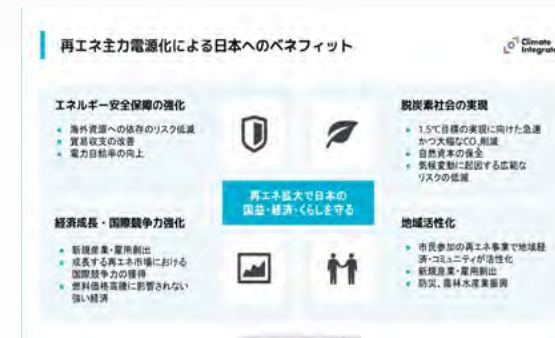 再エネ主力電源化による日本へのベネフィット
Climate
Integrate
エネルギー安全保障の強化
海外資源への依存のリスク低減
貿易収支の改善
電力自給率の向上
脱炭素社会の実現
1.5℃目標の実現に向けた急速
かつ大幅なCO₂削減
自然資本の保全
気候変動に起因する広範な
リスクの低減
再エネ拡大で日本の
国益・経済・くらしを守る
経済成長・国際競争力強化
新規産業・雇用創出
成長する再エネ市場における
国際競争力の獲得
燃料価格高騰に影響されない
強い経済
地域活性化
市民参加の再エネ事業で地域経
済・コミュニティが活性化
新規産業・雇用創出
防災、農林水産業振興